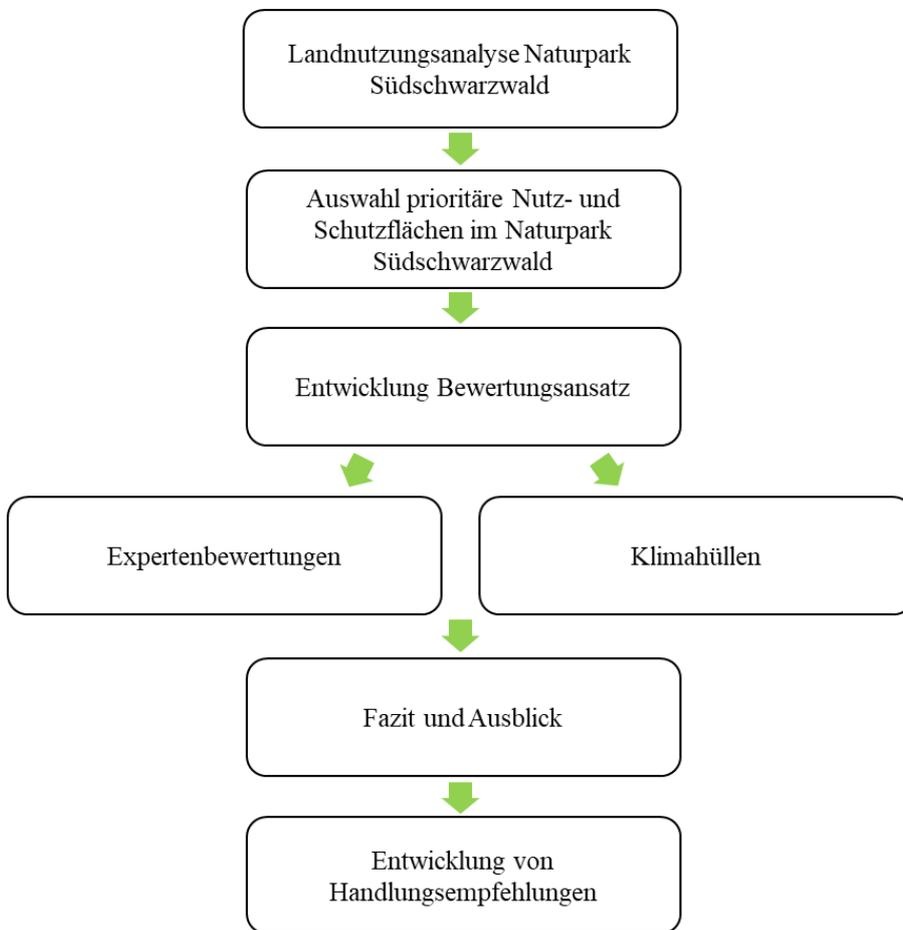 Landnutzungsanalyse Naturpark
Südschwarzwald
Auswahl prioritäre Nutz- und
Schutzflächen im Naturpark
Südschwarzwald
Entwicklung Bewertungsansatz
Expertenbewertungen
Klimahüllen
Fazit und Ausblick
Entwicklung von
Handlungsempfehlungen